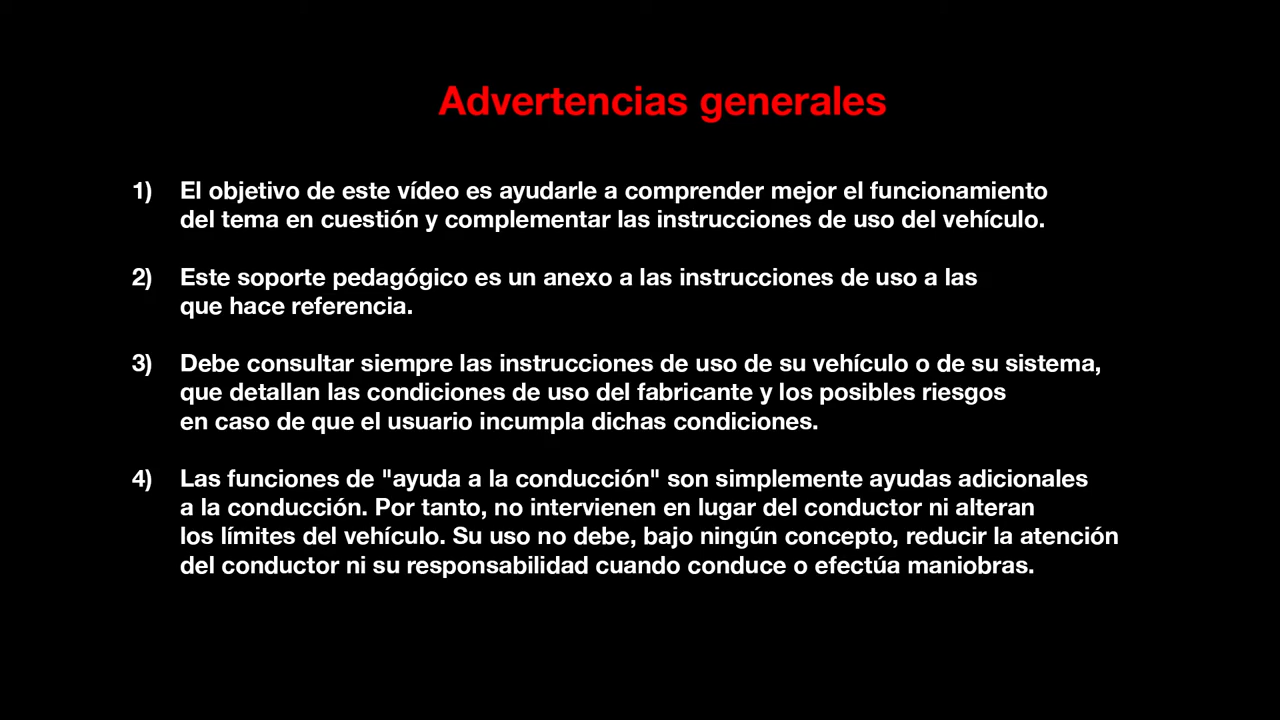 Advertencias generales
1) El objetivo de este vídeo es ayudarle a comprender mejor el funcionamiento
del tema en cuestión y complementar las instrucciones de uso del vehículo.
2) Este soporte pedagógico es un anexo a las instrucciones de uso a las
que hace referencia.
3) Debe consultar siempre las instrucciones de uso de su vehículo o de su sistema,
que detallan las condiciones de uso del fabricante y los posibles riesgos
en caso de que el usuario incumpla dichas condiciones.
4) Las funciones de "ayuda a la conducción" son simplemente ayudas adicionales
a la conducción. Por tanto, no intervienen en lugar del conductor ni alteran
los límites del vehículo. Su uso no debe, bajo ningún concepto, reducir la atención
del conductor ni su responsabilidad cuando conduce o efectúa maniobras.